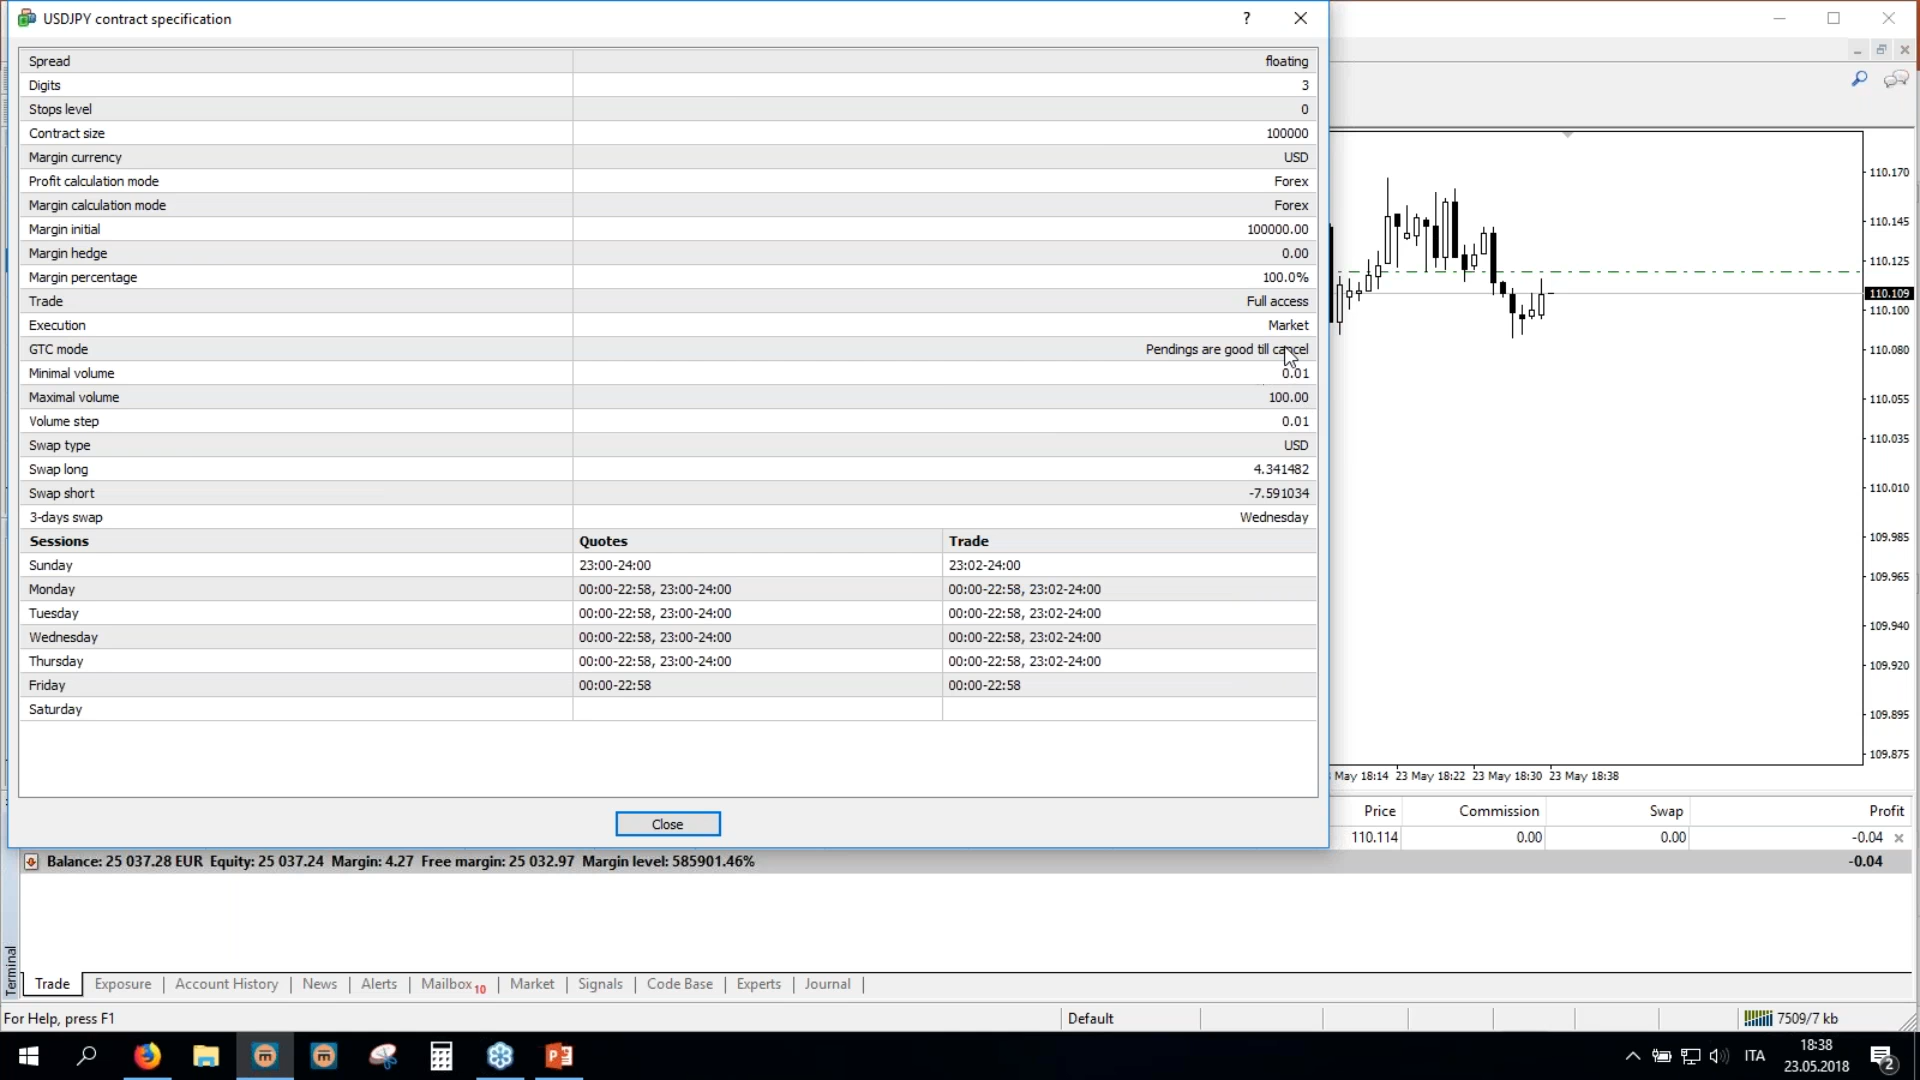 USDJPY contract specification
?
Spread floating
Digits 3
Stops level 0
Contract size 100000
Margin currency USD
Profit calculation mode Forex
Margin calculation mode Forex
Margin initial 100000.00
Margin hedge 0.00
Margin percentage 100.0%
Trade Full access
Execution Market
GTC mode Pendings are good till cancel
Minimal volume 0.01
Maximal volume 100.00
Volume step 0.01
Swap type USD
Swap long 4.341482
Swap short -7.591034
3-days swap Wednesday
Sessions Quotes Trade
Sunday 23:00-24:00 23:02-24:00
Monday 00:00-22:58, 23:00-24:00 00:00-22:58, 23:02-24:00
Tuesday 00:00-22:58, 23:00-24:00 00:00-22:58, 23:02-24:00
Wednesday 00:00-22:58, 23:00-24:00 00:00-22:58, 23:02-24:00
Thursday 00:00-22:58, 23:00-24:00 00:00-22:58, 23:02-24:00
Friday 00:00-22:58 00:00-22:58
Saturday
Close
110.170
110.145
110.125
110.109
110.100
110.080
110.055
110.035
110.010
109.985
109.965
109.940
109.920
109.895
109.875
May 18:14 23 May 18:22 23 May 18:30 23 May 18:38
Price Commission Swap Profit
110.114 0.00 0.00 -0.04
Balance: 25 037.28 EUR Equity: 25 037.24 Margin: 4.27 Free margin: 25 032.97 Margin level: 585901.46% -0.04
Terminal
Trade Exposure Account History News Alerts Mailbox 10 Market Signals Code Base Experts Journal
For Help, press F1 Default 7509/7 kb
ITA
18:38
23.05.2018
2